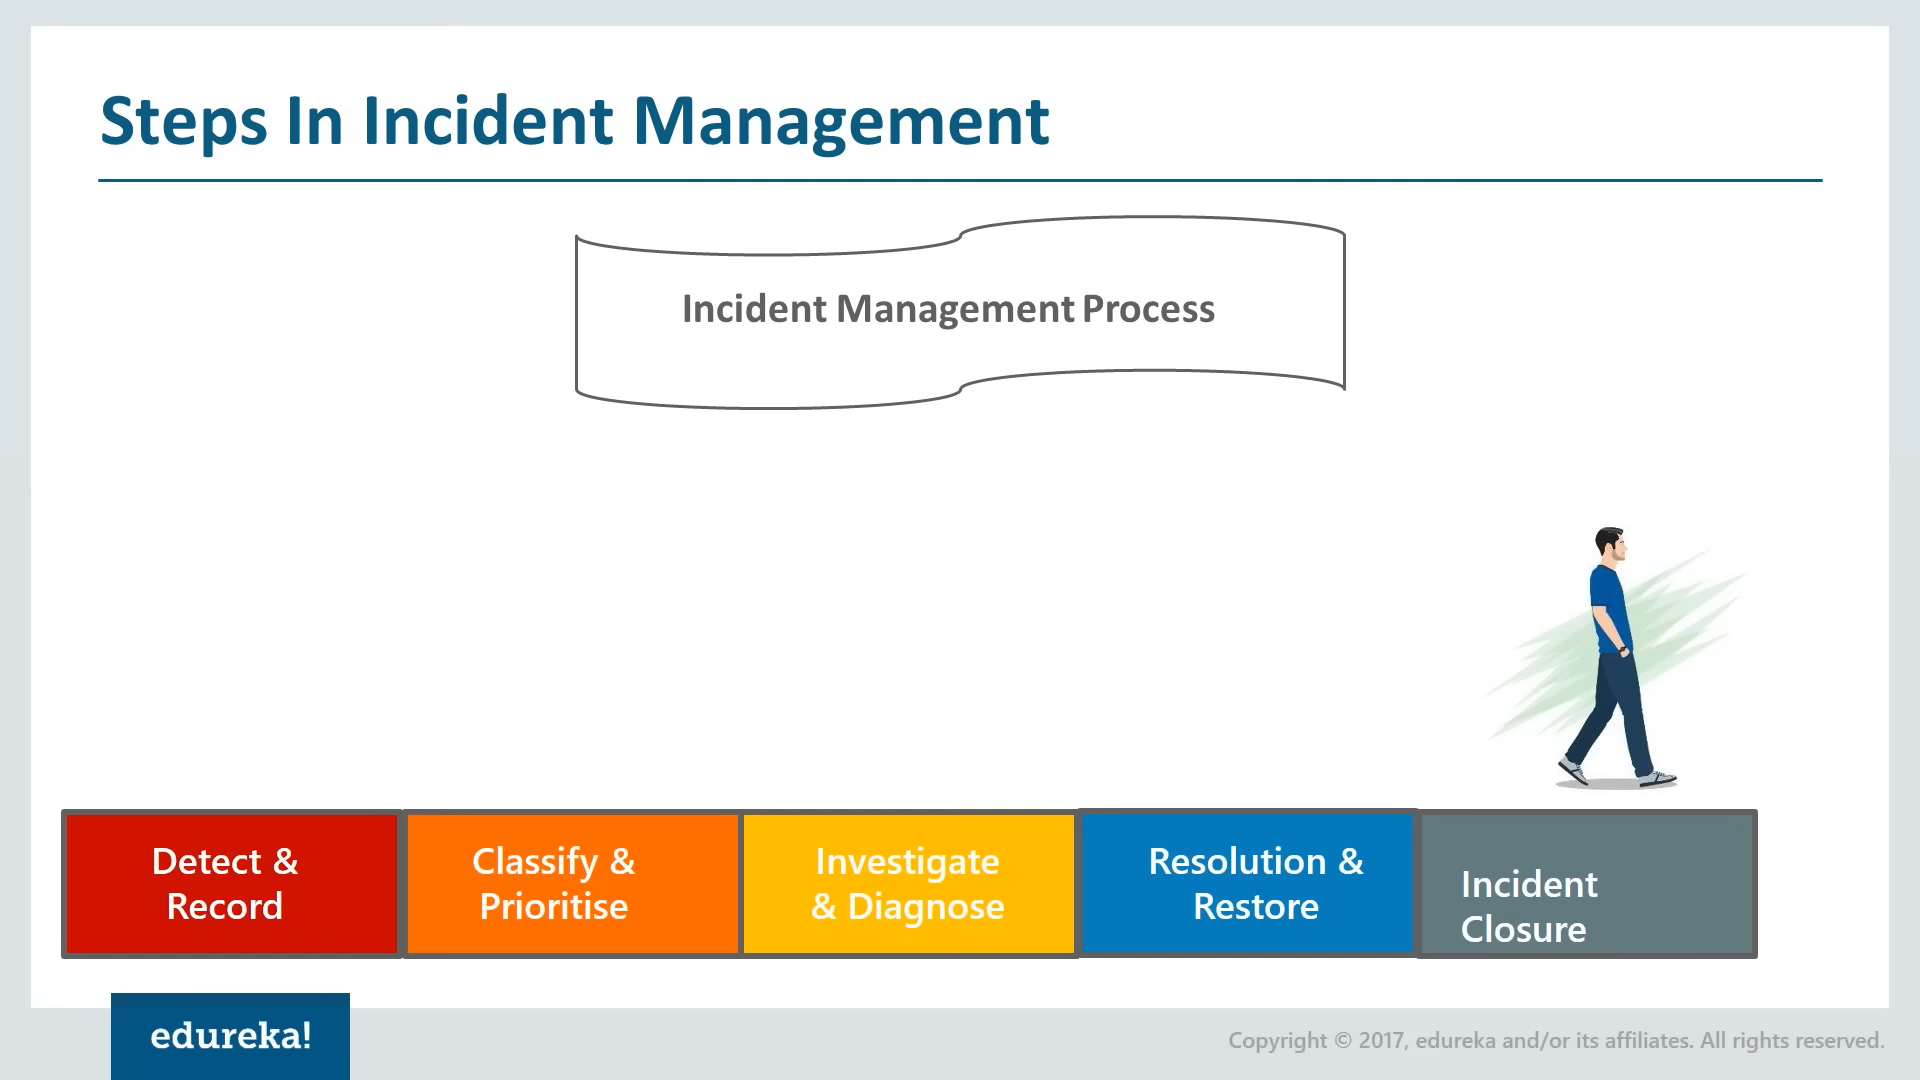 Steps In Incident Management
Incident Management Process
Detect &
Record
Classify &
Prioritise
Investigate
& Diagnose
Resolution &
Restore
Incident
Closure
edureka!
Copyright © 2017, edureka and/or its affiliates. All rights reserved.